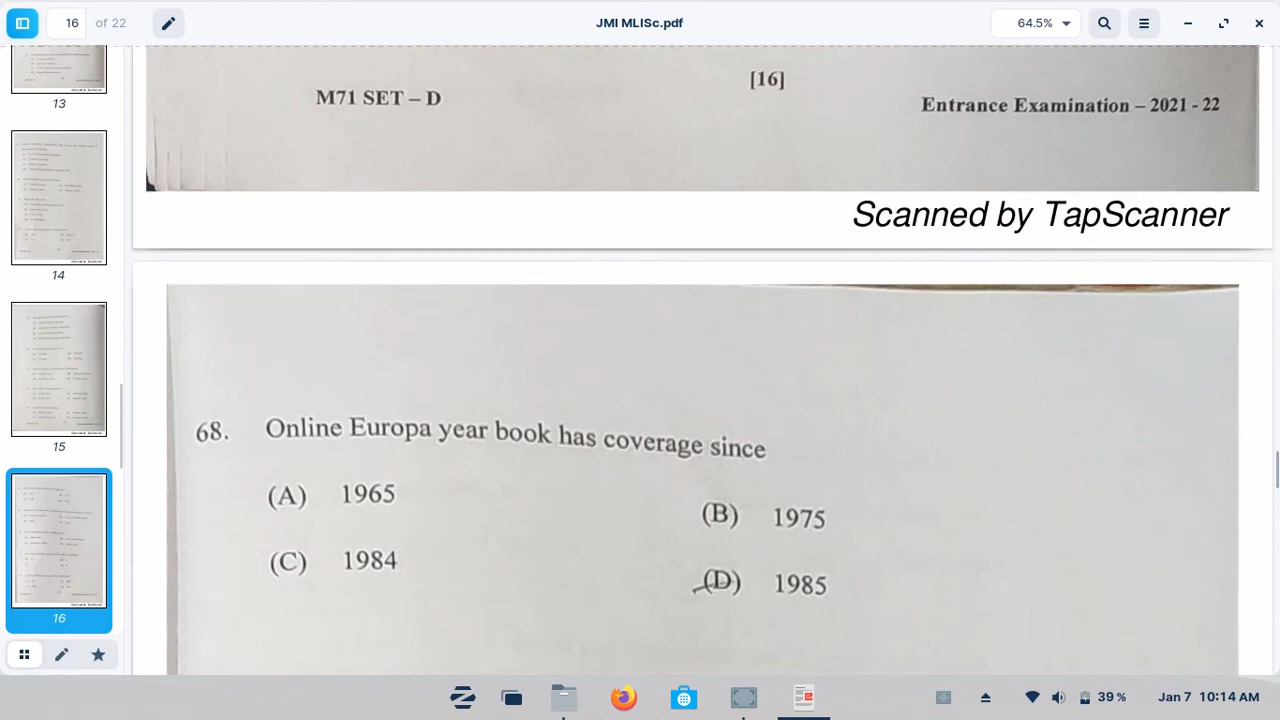 16 of 22
JMI MLISc.pdf
64.5%
13
14
15
16
[16]
M71 SET – D
Entrance Examination – 2021 - 22
Scanned by TapScanner
68. Online Europa year book has coverage since
(A) 1965
(B) 1975
(C) 1984
(D) 1985
39 %
Jan 7 10:14 AM